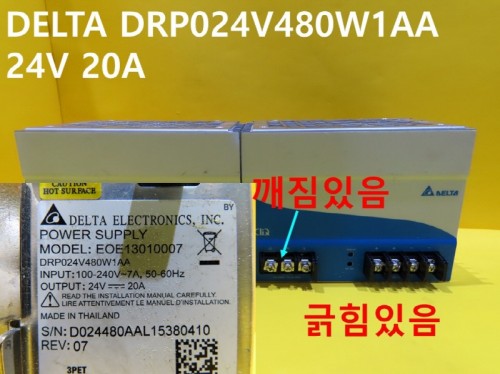 DELTA DRP024V480W1AA
24V 20A
CAUTION
HOT SURFACE
깨짐있음
DELTA
BY
DELTA ELECTRONICS, INC.
POWER SUPPLY
MODEL: EOE13010007
DRP024V480W1AA
INPUT:100-240V~7A, 50-60Hz
OUTPUT: 24V⎓20A
READ THE INSTALLATION MANUAL CAREFULLY.
LIRE ATTENTIVEMENT LE MANUEL D'INSTALLATION.
MADE IN THAILAND
S/N: D024480AAL15380410
REV: 07
3PET
긁힘있음